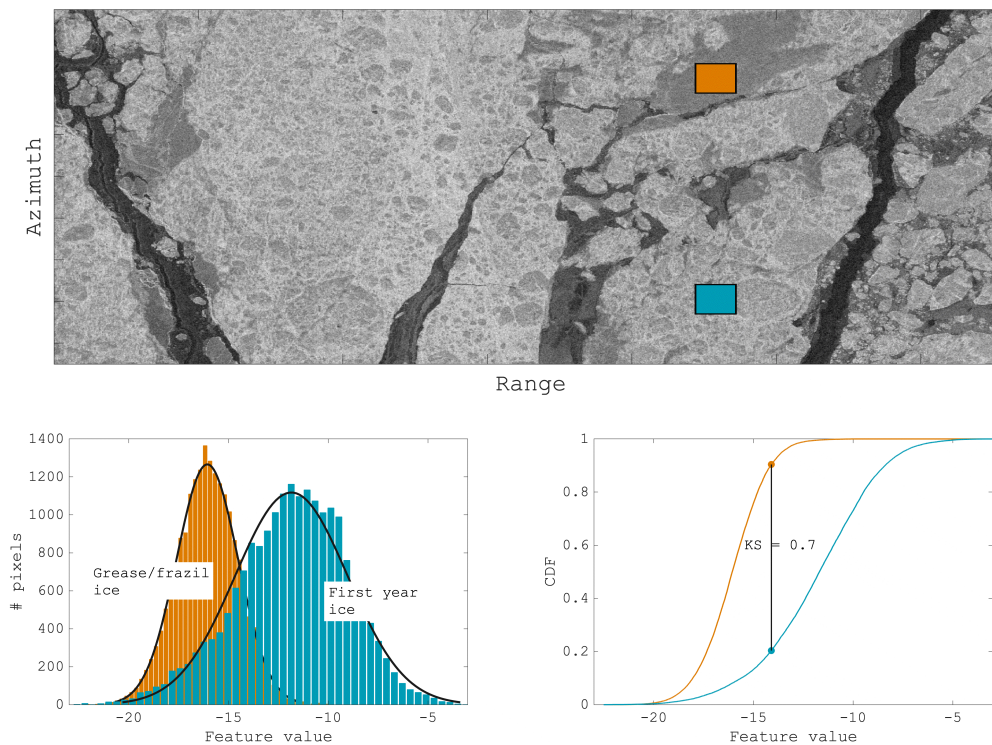 Azimuth
Range
1400
1200
1000
800
600
400
200
0
# pixels
Grease/frazil
ice
First year
ice
-20
-15
-10
-5
Feature value
1
0.8
0.6
0.4
0.2
0
CDF
KS = 0.7
-20
-15
-10
-5
Feature value